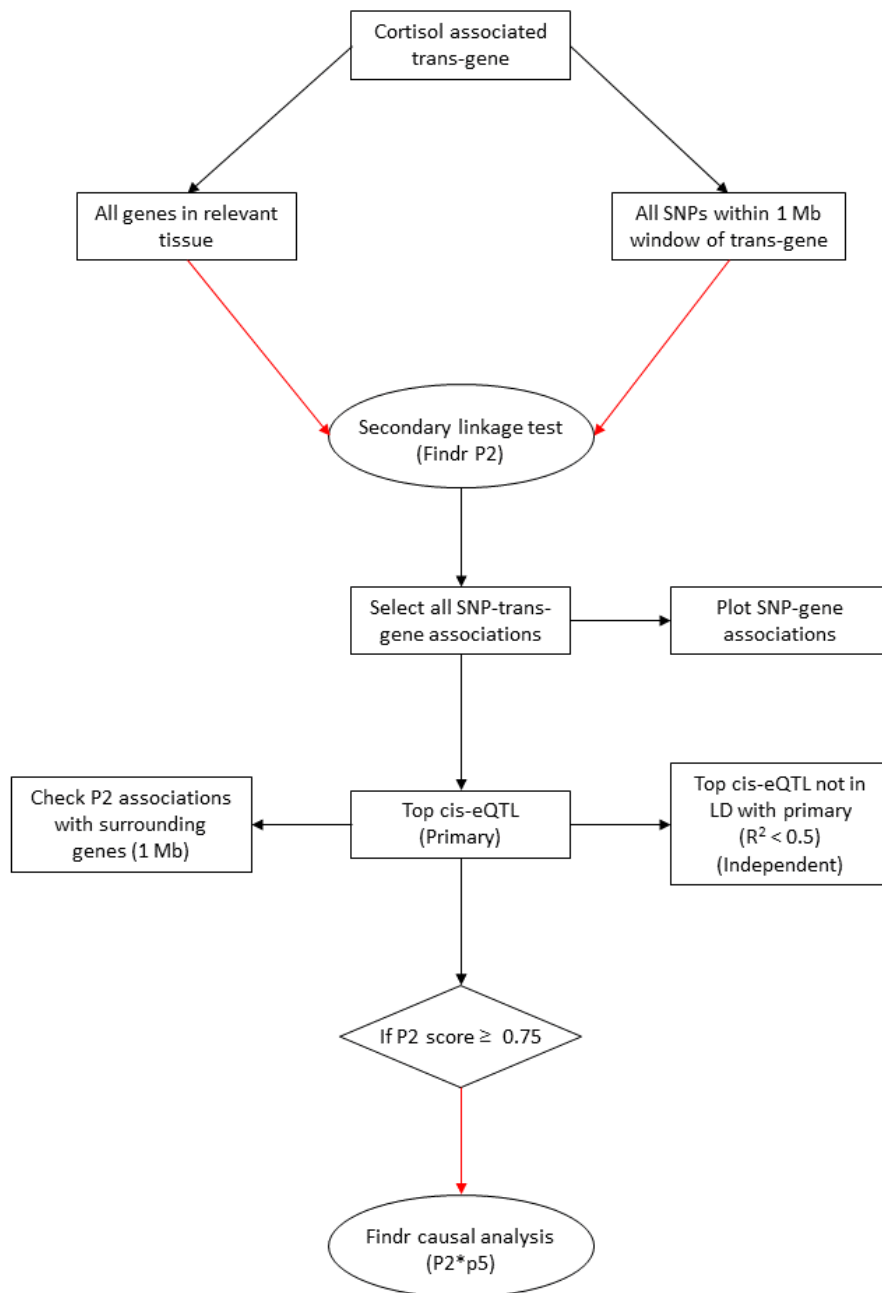 Cortisol associated
trans-gene
All genes in relevant
tissue
All SNPs within 1 Mb
window of trans-gene
Secondary linkage test
(Findr P2)
Select all SNP-trans-
gene associations
Plot SNP-gene
associations
Check P2 associations
with surrounding
genes (1 Mb)
Top cis-eQTL
(Primary)
Top cis-eQTL not in
LD with primary
(R² < 0.5)
(Independent)
If P2 score ≥ 0.75
Findr causal analysis
(P2*p5)